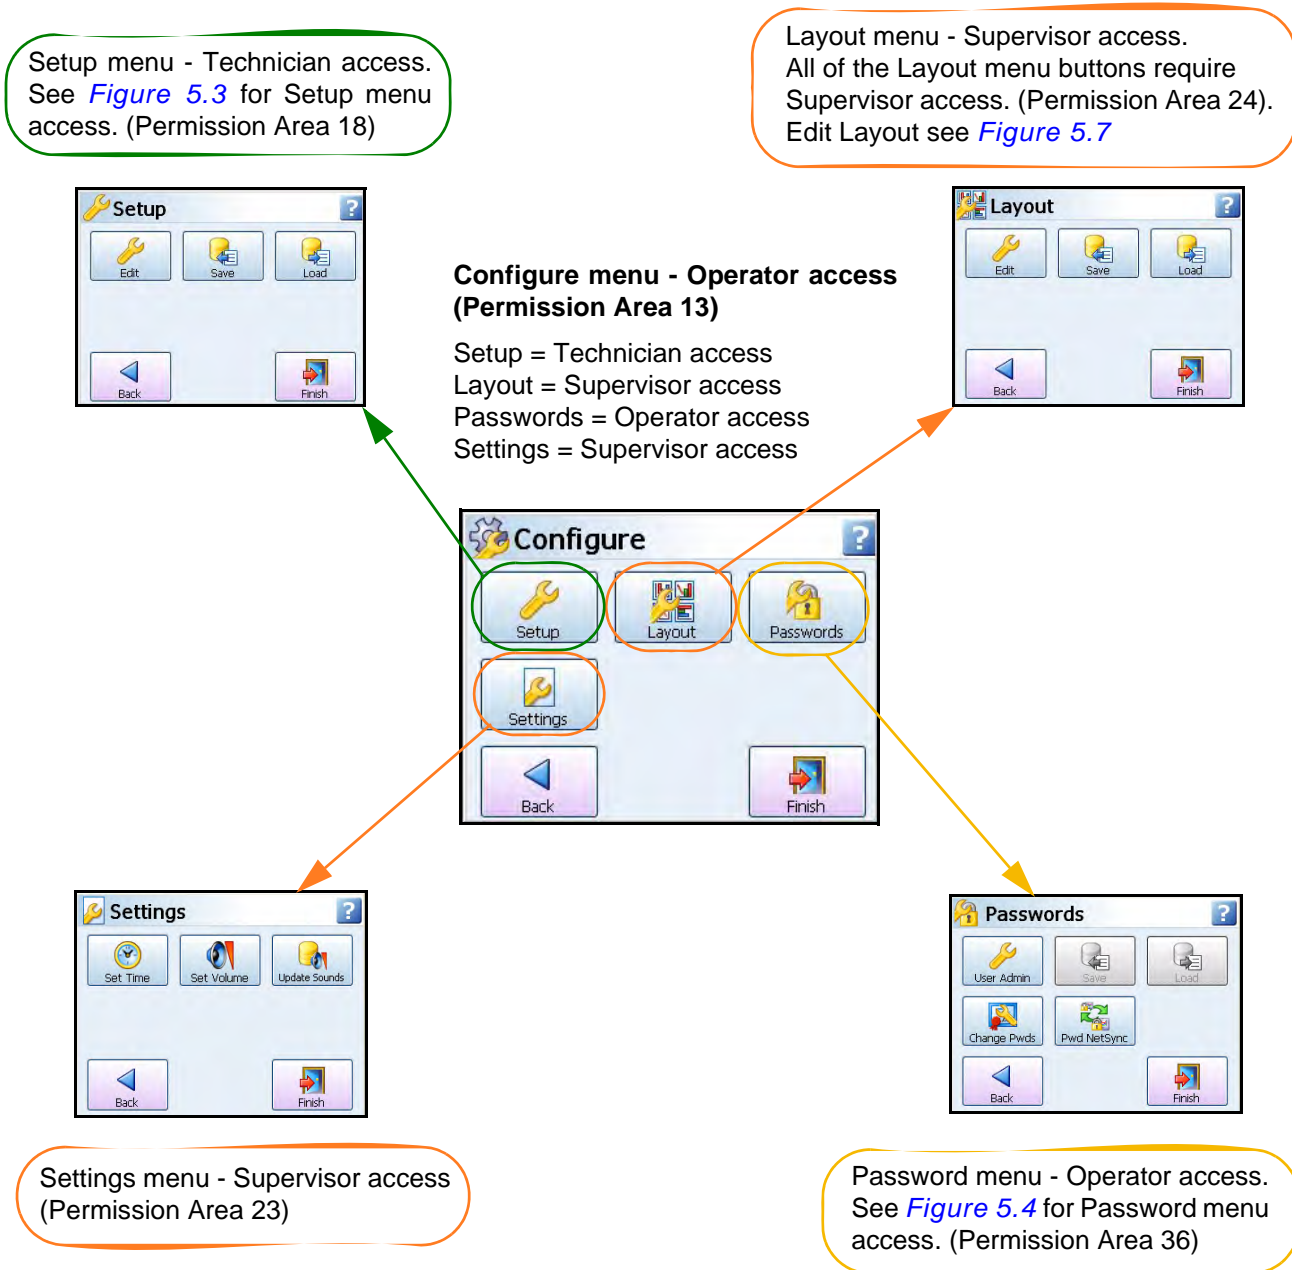 Setup menu - Technician access.
See Figure 5.3 for Setup menu
access. (Permission Area 18)
Layout menu - Supervisor access.
All of the Layout menu buttons require
Supervisor access. (Permission Area 24).
Edit Layout see Figure 5.7
Setup ?
Edit Save Load
Back Finish
Configure menu - Operator access
(Permission Area 13)
Setup = Technician access
Layout = Supervisor access
Passwords = Operator access
Settings = Supervisor access
Layout ?
Edit Save Load
Back Finish
Configure ?
Setup Layout Passwords
Settings
Back Finish
Settings ?
Set Time Set Volume Update Sounds
Back Finish
Passwords ?
User Admin Save Load
Change Pwds Pwd NetSync
Back Finish
Settings menu - Supervisor access
(Permission Area 23)
Password menu - Operator access.
See Figure 5.4 for Password menu
access. (Permission Area 36)